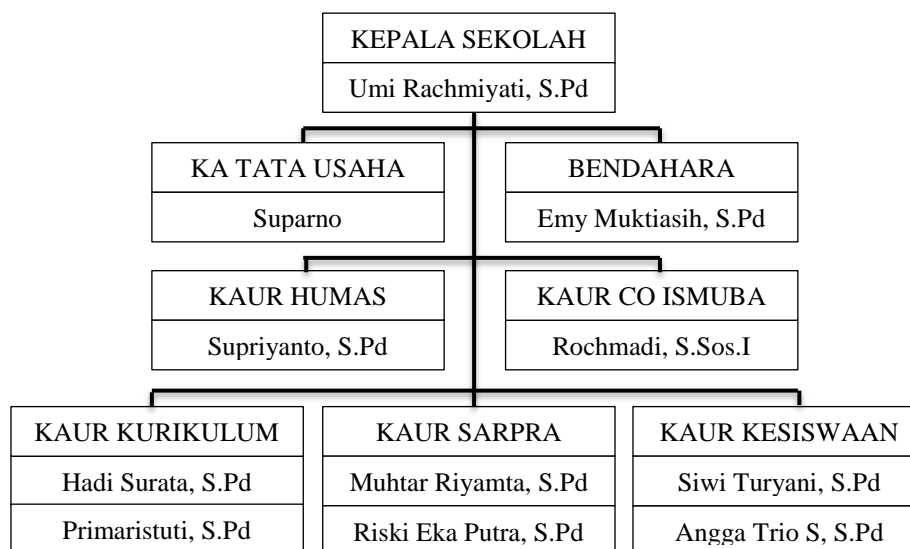 KEPALA SEKOLAH
Umi Rachmiyati, S.Pd
KA TATA USAHA
Suparno
BENDAHARA
Emy Muktiasih, S.Pd
KAUR HUMAS
Supriyanto, S.Pd
KAUR CO ISMUBA
Rochmadi, S.Sos.I
KAUR KURIKULUM
Hadi Surata, S.Pd
Primaristuti, S.Pd
KAUR SARPRA
Muhtar Riyamta, S.Pd
Riski Eka Putra, S.Pd
KAUR KESISWAAN
Siwi Turyani, S.Pd
Angga Trio S, S.Pd